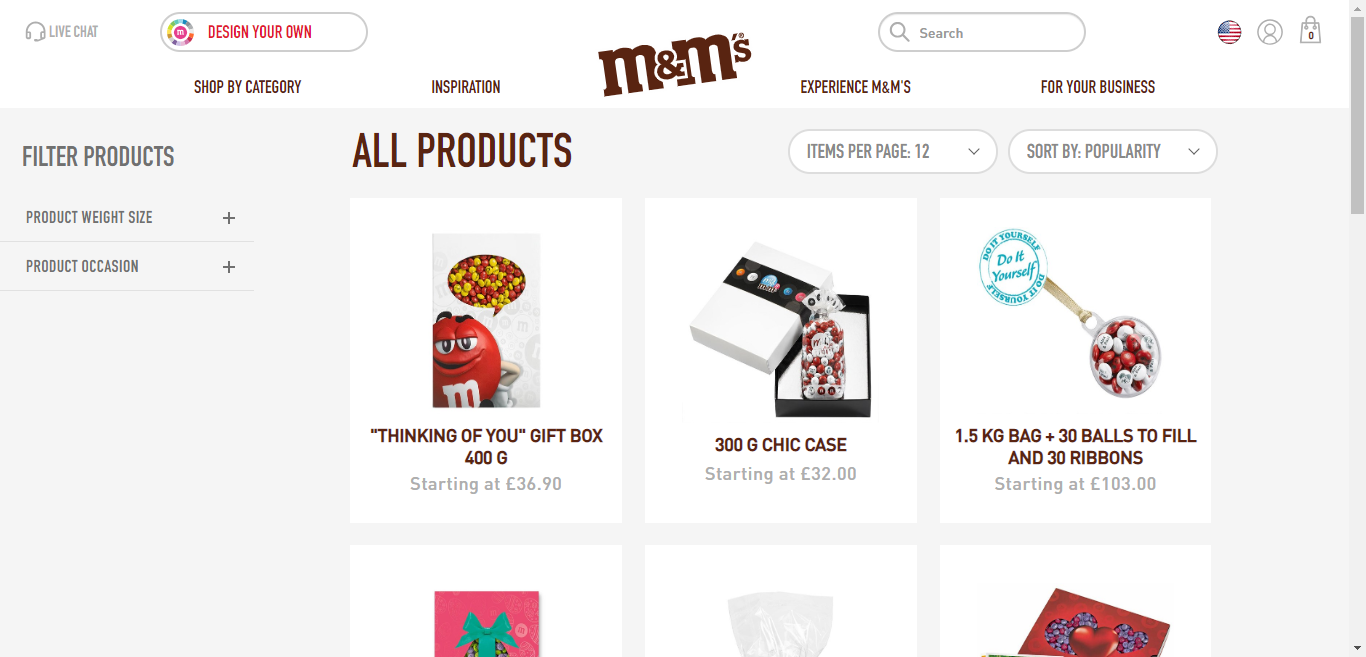 LIVE CHAT
DESIGN YOUR OWN
m&m's
Search
0
SHOP BY CATEGORY
INSPIRATION
EXPERIENCE M&M'S
FOR YOUR BUSINESS
FILTER PRODUCTS
PRODUCT WEIGHT SIZE +
PRODUCT OCCASION +
ALL PRODUCTS
ITEMS PER PAGE: 12
SORT BY: POPULARITY
m
"THINKING OF YOU" GIFT BOX
400 G
Starting at £36.90
300 G CHIC CASE
Starting at £32.00
DO IT YOURSELF
Do It
Yourself
DO IT YOURSELF
1.5 KG BAG + 30 BALLS TO FILL
AND 30 RIBBONS
Starting at £103.00